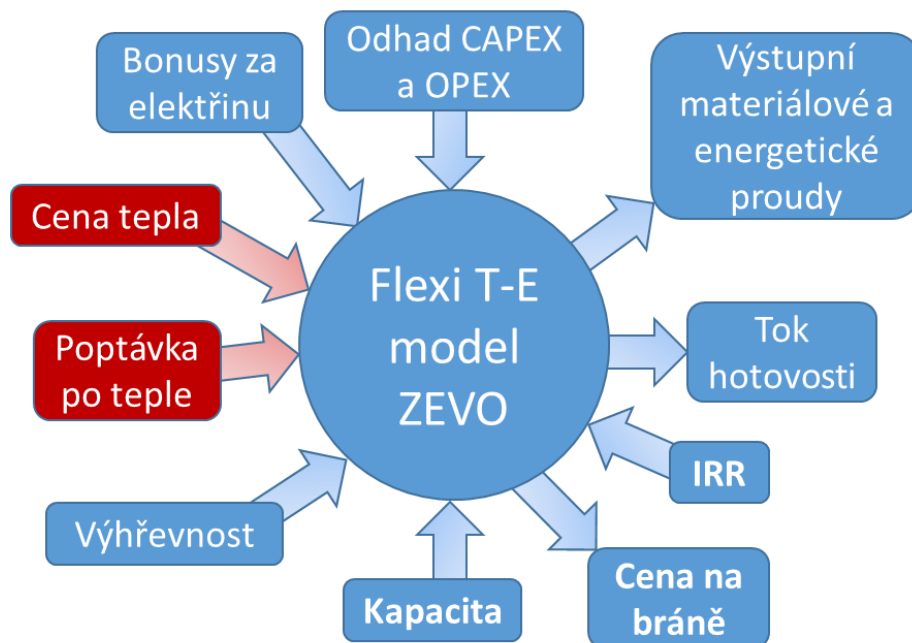 Bonusy za
elektřinu
Odhad CAPEX
a OPEX
Výstupní
materiálové a
energetické
proudy
Cena tepla
Poptávka
po teple
Flexi T-E
model
ZEVO
Tok
hotovosti
IRR
Výhřevnost
Kapacita
Cena na
bráně